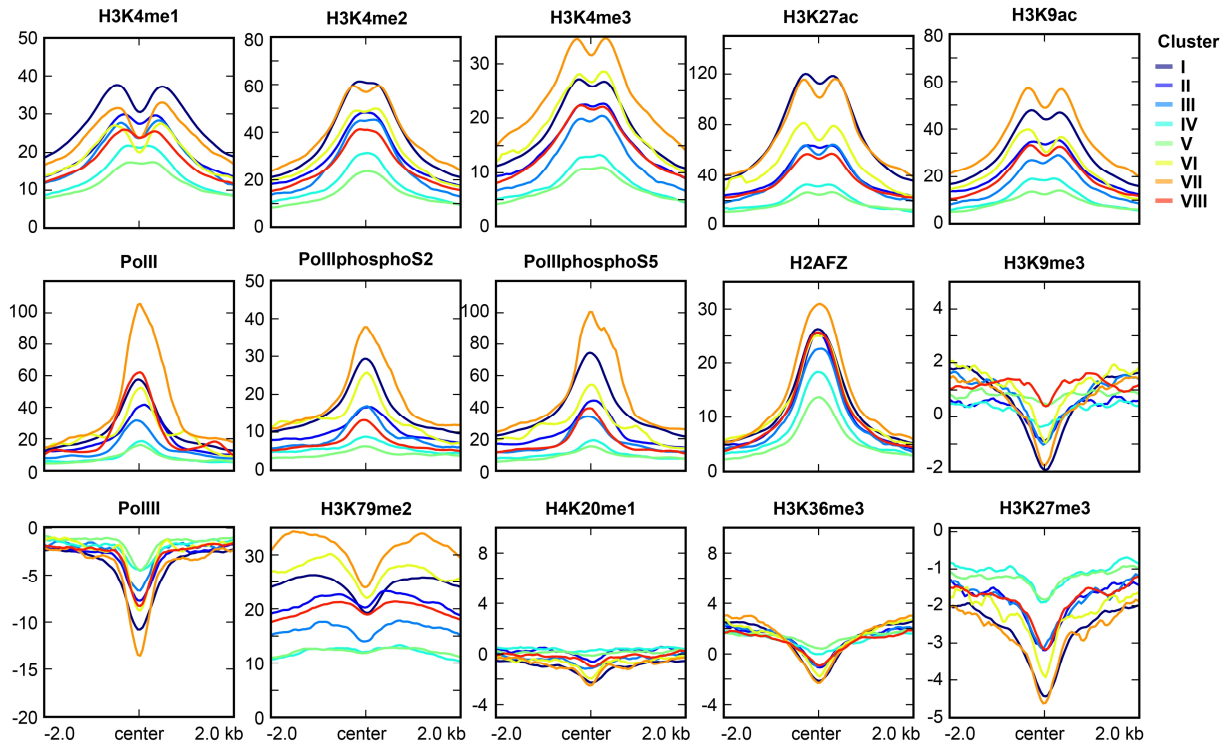 H3K4me1 H3K4me2 H3K4me3 H3K27ac H3K9ac
50 40 30 20 10 0
80 60 40 20 0
30 20 10 0
120 80 40 0
80 60 40 20 0
Cluster
I
II
III
IV
V
VI
VII
VIII
PolII PolIIphosphoS2 PolIIphosphoS5 H2AFZ H3K9me3
100 80 60 40 20 0
50 40 30 20 10 0
100 80 60 40 20 0
30 20 10 0
4 2 0 -2
PolIII H3K79me2 H4K20me1 H3K36me3 H3K27me3
0 -5 -10 -15 -20
30 20 10 0
8 4 0 -4
8 4 0 -4
0 -1 -2 -3 -4 -5
-2.0 center 2.0 kb -2.0 center 2.0 kb -2.0 center 2.0 kb -2.0 center 2.0 kb -2.0 center 2.0 kb